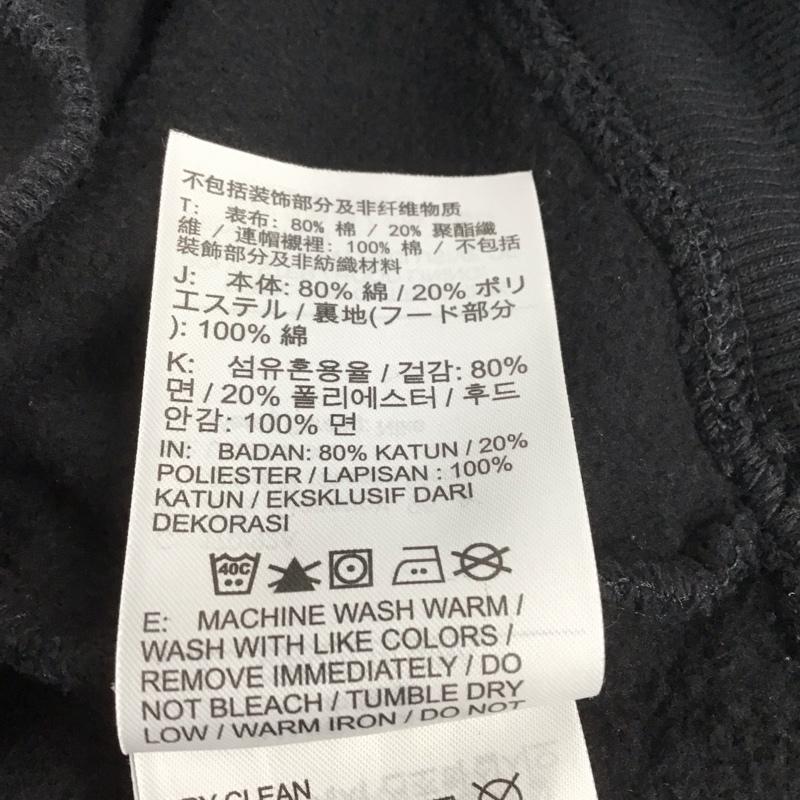 不包括装饰部分及非纤维物质
T: 表布: 80% 棉 / 20% 聚酯纖
維 / 連帽襯裡: 100% 棉 / 不包括
裝飾部分及非紡織材料
J: 本体: 80% 綿 / 20% ポリ
エステル / 裏地(フード部分
): 100% 綿
K: 섬유혼용율 / 겉감: 80%
면 / 20% 폴리에스터 / 후드
안감: 100% 면
IN: BADAN: 80% KATUN / 20%
POLIESTER / LAPISAN : 100%
KATUN / EKSKLUSIF DARI
DEKORASI
40C
E: MACHINE WASH WARM /
WASH WITH LIKE COLORS /
REMOVE IMMEDIATELY / DO
NOT BLEACH / TUMBLE DRY
LOW / WARM IRON / DO NOT
CLEAN